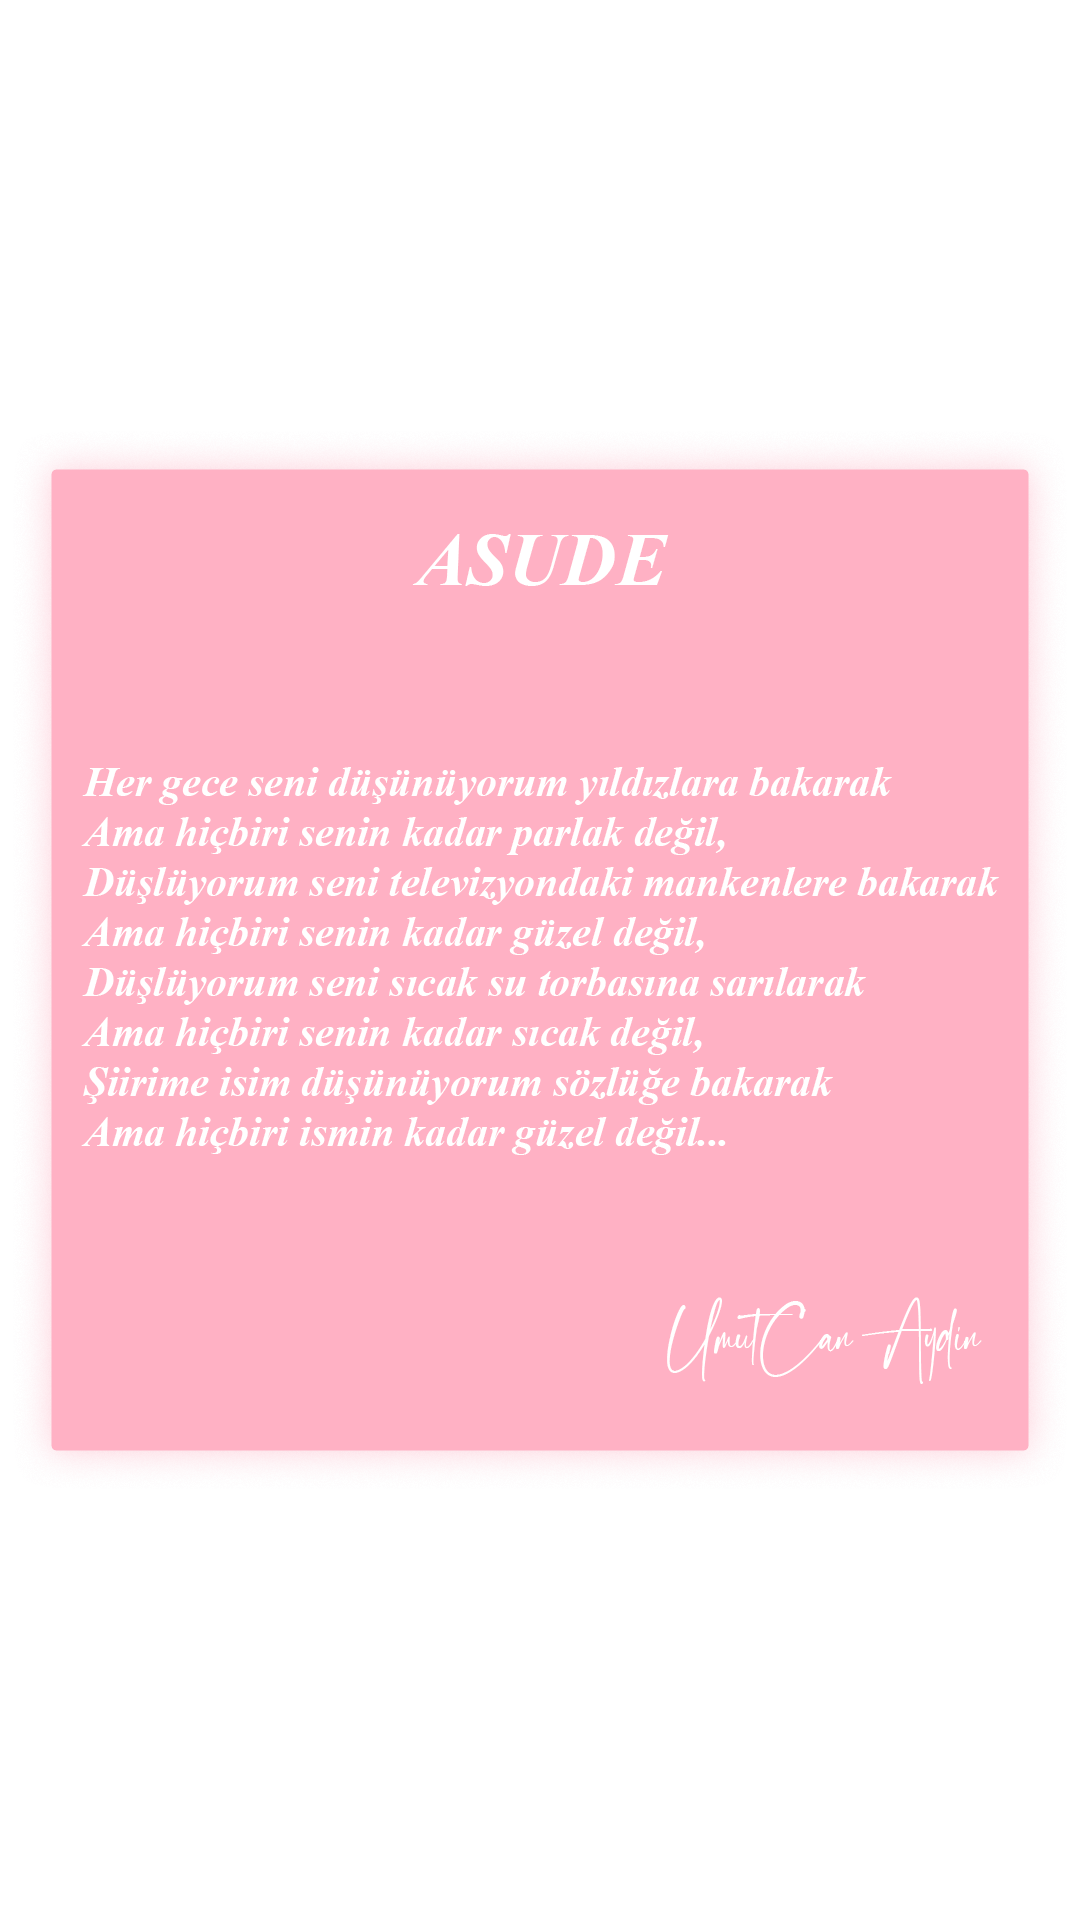 ASUDE
Her gece seni düşünüyorum yıldızlara bakarak
Ama hiçbiri senin kadar parlak değil,
Düşlüyorum seni televizyondaki mankenlere bakarak
Ama hiçbiri senin kadar güzel değil,
Düşlüyorum seni sıcak su torbasına sarılarak
Ama hiçbiri senin kadar sıcak değil,
Şiirime isim düşünüyorum sözlüğe bakarak
Ama hiçbiri ismin kadar güzel değil...
UmutCan Aydin